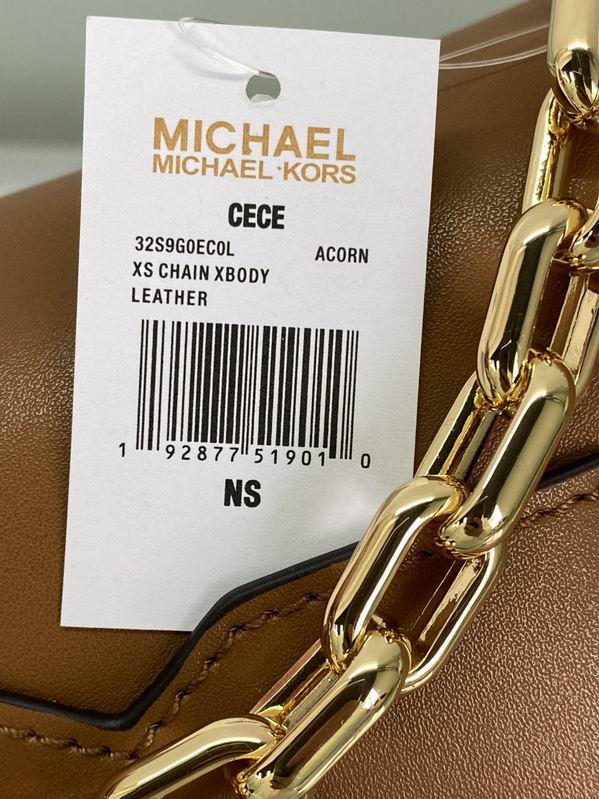 MICHAEL
MICHAEL KORS
CECE
32S9G0EC0L ACORN
XS CHAIN XBODY
LEATHER
1 92877 51901 0
NS